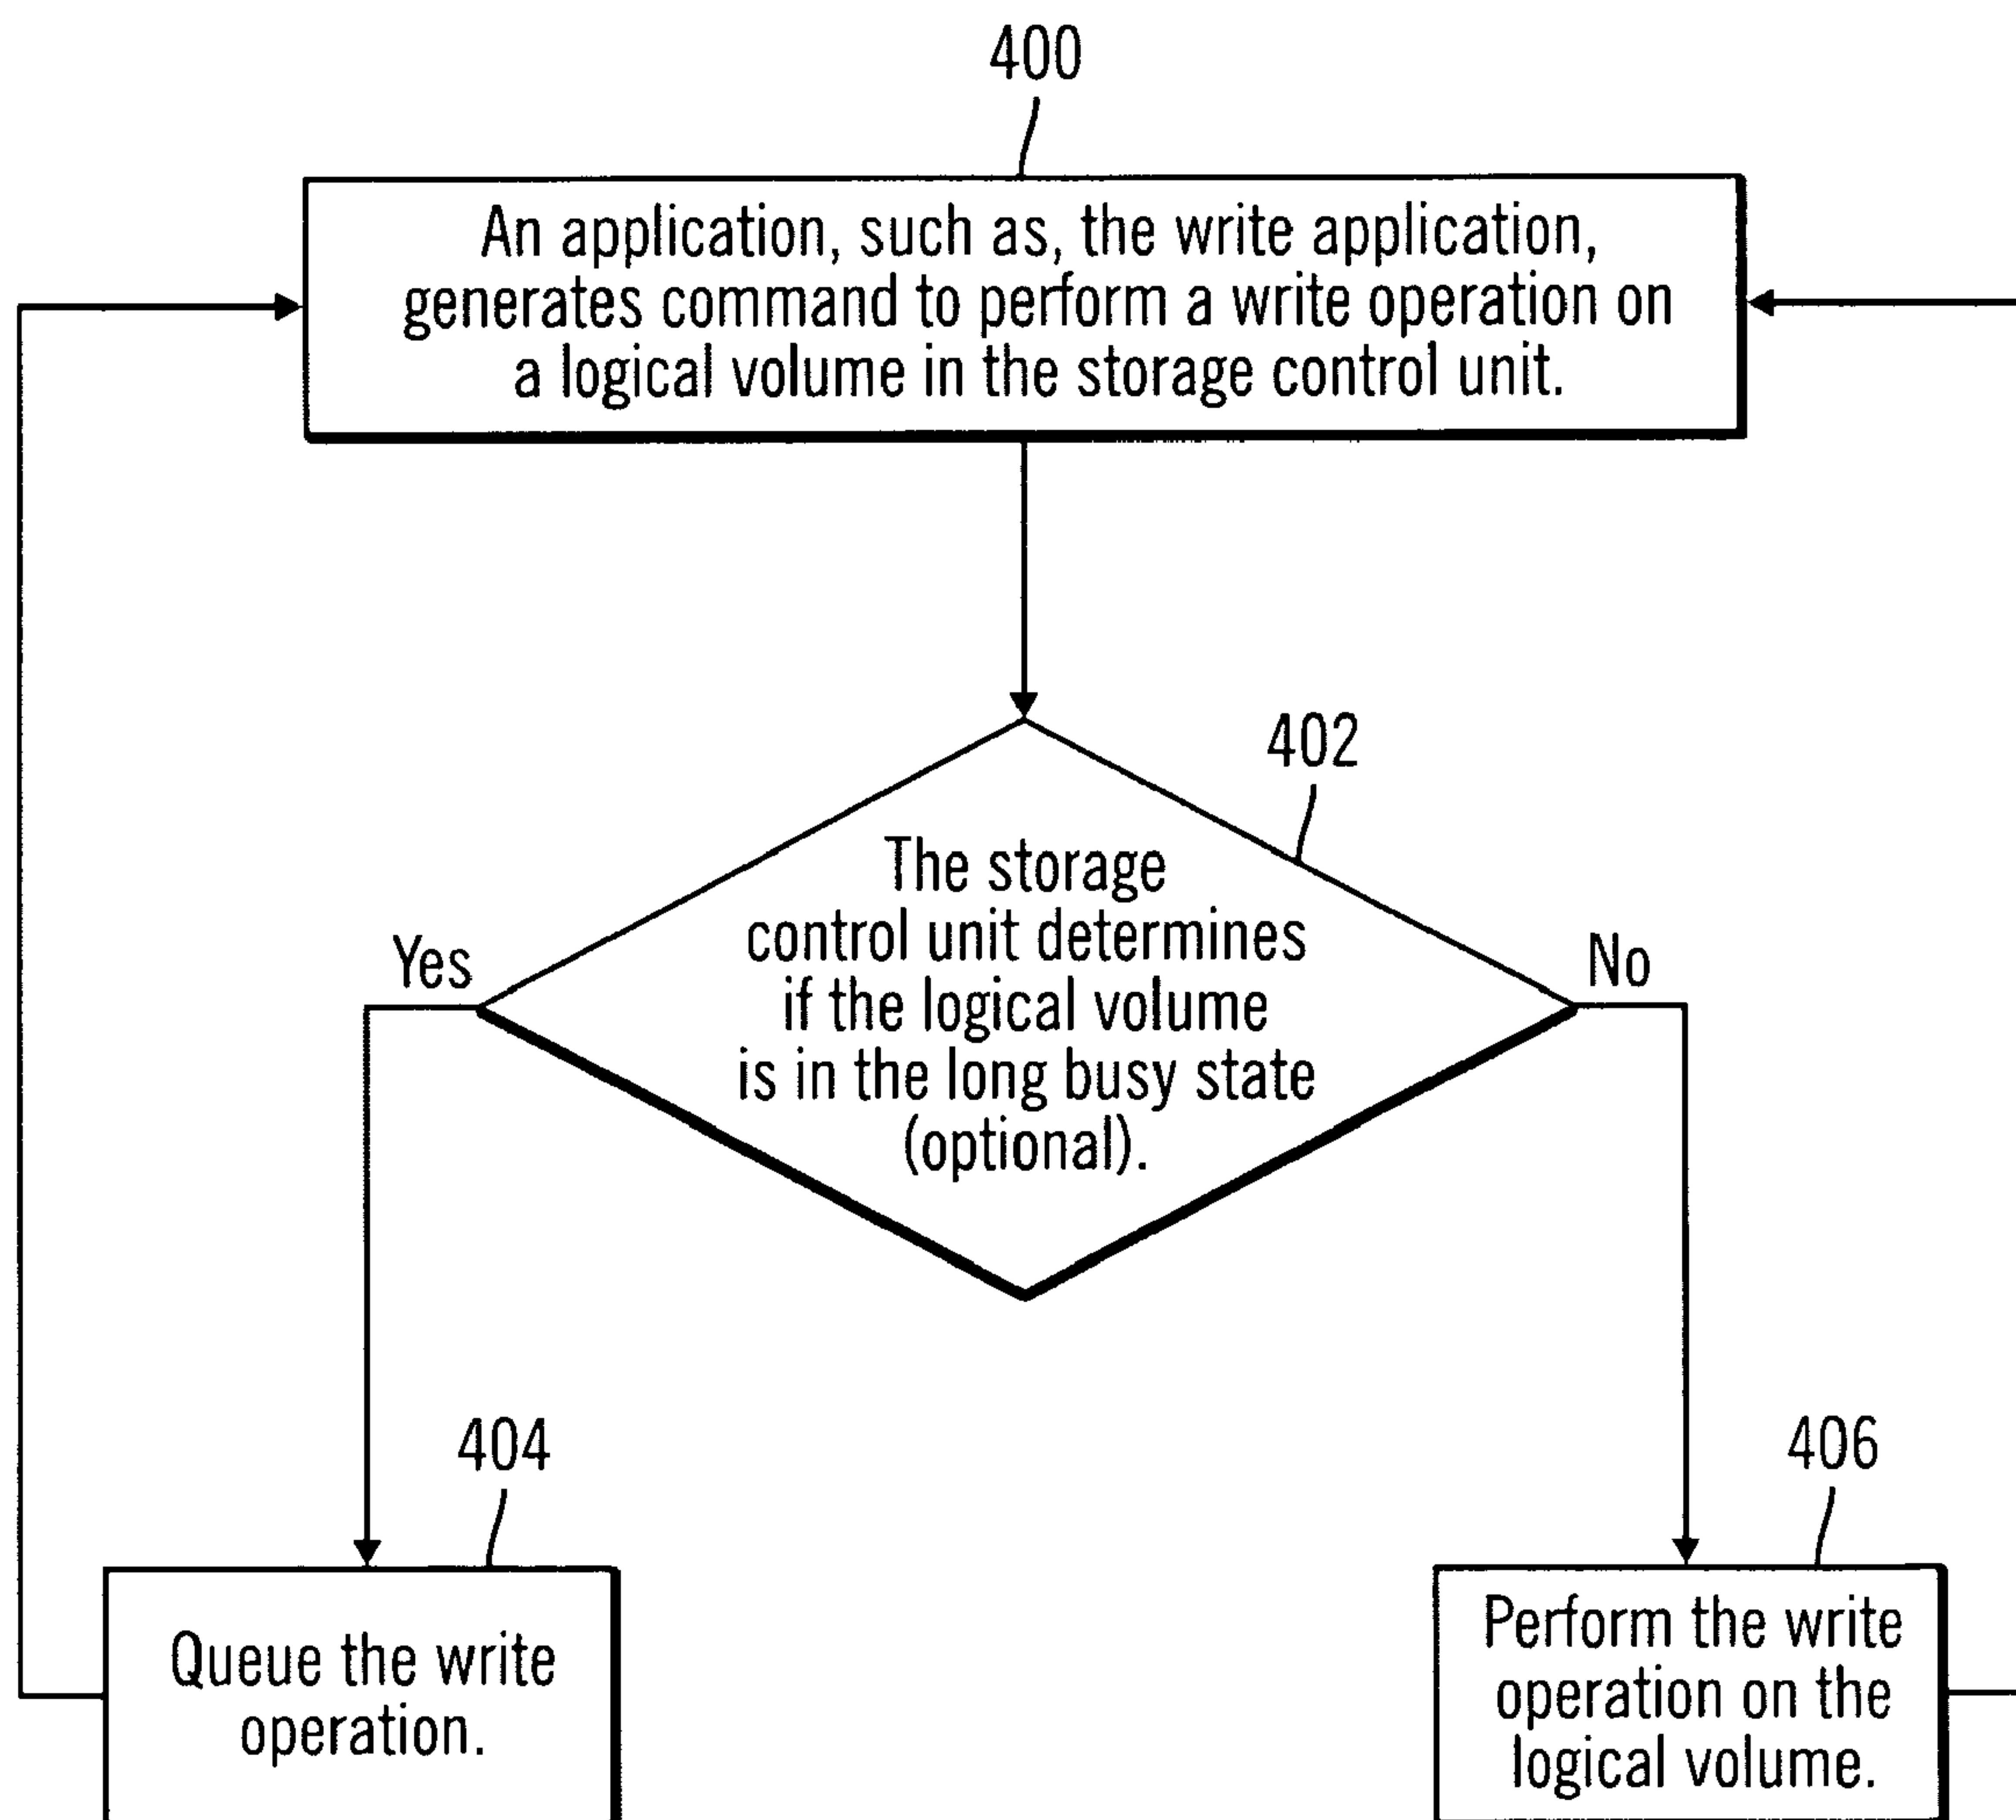 400
An application, such as, the write application,
generates command to perform a write operation on
a logical volume in the storage control unit.
402
The storage
control unit determines
if the logical volume
is in the long busy state
(optional).
Yes
No
404
Queue the write
operation.
406
Perform the write
operation on the
logical volume.